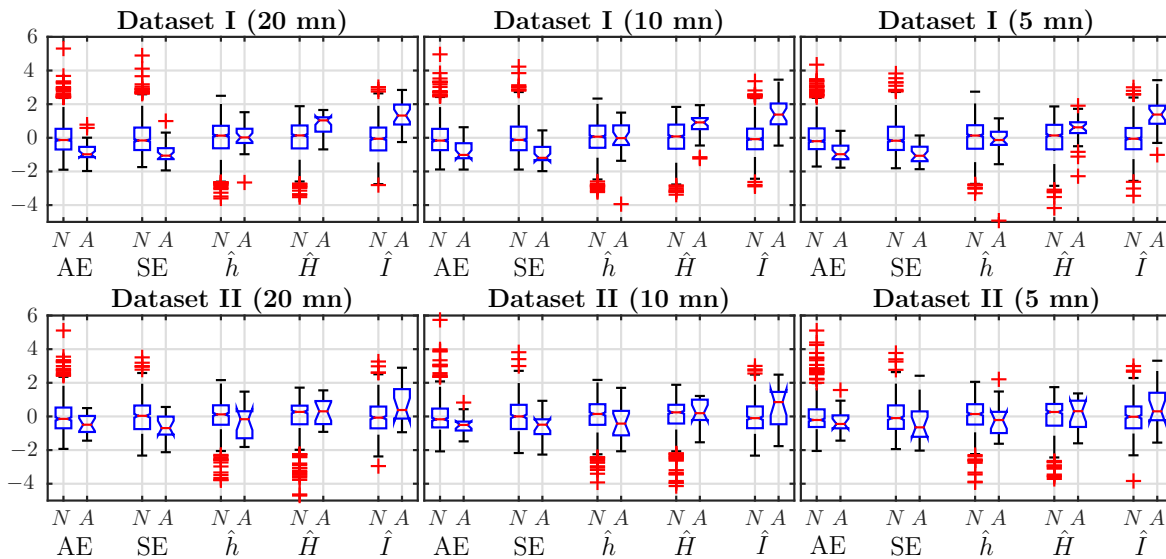 Dataset I (20 mn) Dataset I (10 mn) Dataset I (5 mn)
6
4
2
0
−2
−4
N A N A N A N A N A N A N A N A N A N A N A N A N A N A N A
AE SE ĥ Ĥ Î AE SE ĥ Ĥ Î AE SE ĥ Ĥ Î
Dataset II (20 mn) Dataset II (10 mn) Dataset II (5 mn)
6
4
2
0
−2
−4
N A N A N A N A N A N A N A N A N A N A N A N A N A N A N A
AE SE ĥ Ĥ Î AE SE ĥ Ĥ Î AE SE ĥ Ĥ Î